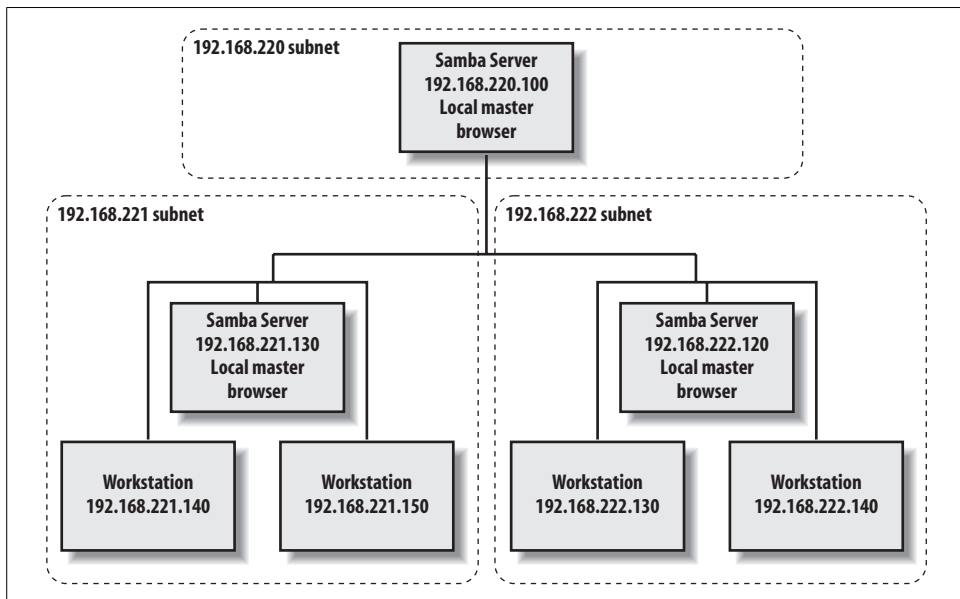 192.168.220 subnet
Samba Server
192.168.220.100
Local master
browser
192.168.221 subnet
Samba Server
192.168.221.130
Local master
browser
Workstation
192.168.221.140
Workstation
192.168.221.150
192.168.222 subnet
Samba Server
192.168.222.120
Local master
browser
Workstation
192.168.222.130
Workstation
192.168.222.140